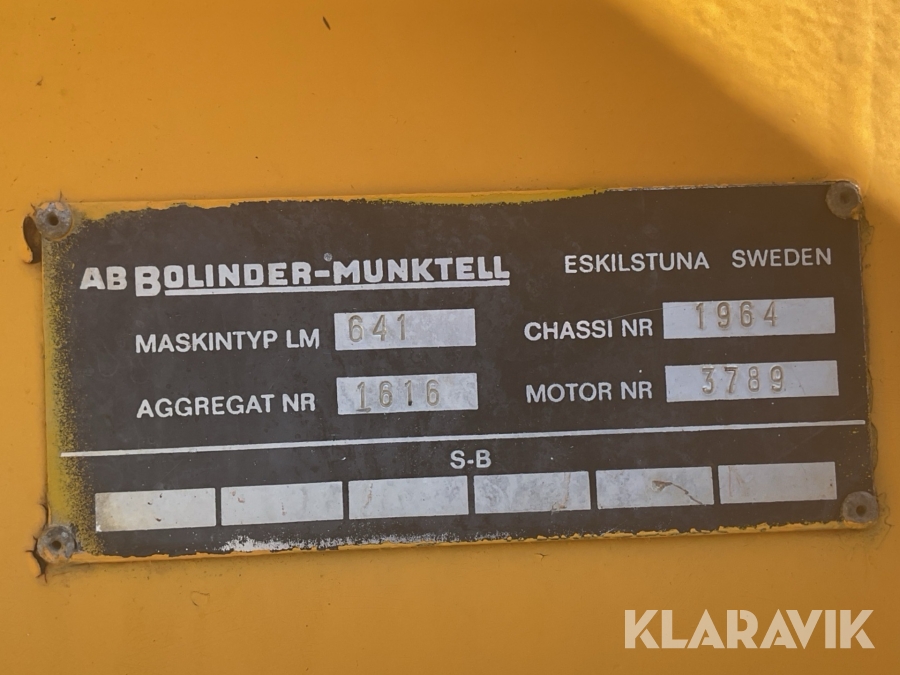 AB BOLINDER-MUNKTELL ESKILSTUNA SWEDEN
MASKINTYP LM 641 CHASSI NR 1964
AGGREGAT NR 1616 MOTOR NR 3789
S-B
KLARAVIK